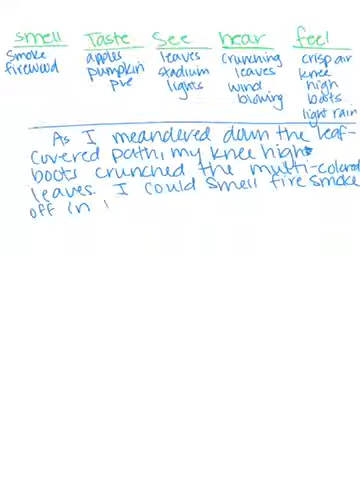 smell Taste See hear feel
smoke apples leaves crunching crisp air
firewood pumpkin stadium leaves knee
pie lights wind high
blowing boots
light rain
As I meandered down the leaf-
covered path, my knee high
boots crunched the multi-colored
leaves. I could smell fire smoke
off in